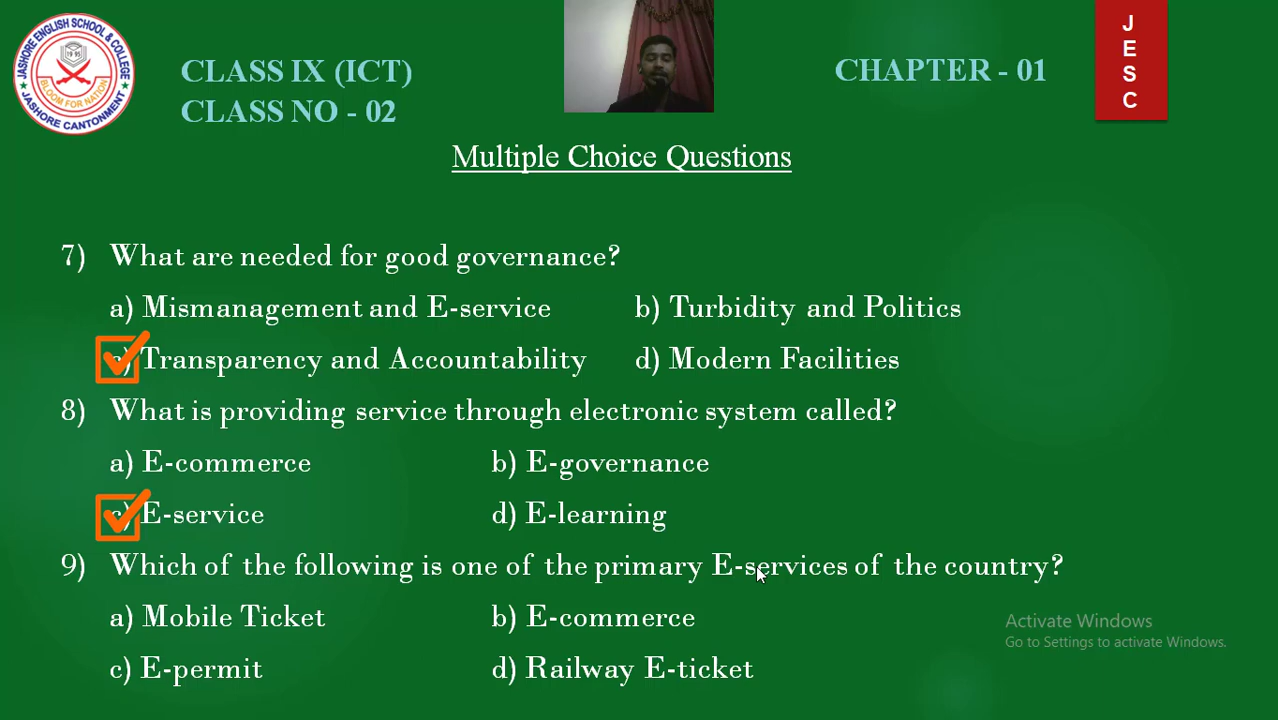 JASHORE ENGLISH SCHOOL & COLLEGE
BLOOM FOR NATION
JASHORE CANTONMENT
CLASS IX (ICT)
CLASS NO - 02
CHAPTER - 01
J
E
S
C
Multiple Choice Questions
7) What are needed for good governance?
a) Mismanagement and E-service b) Turbidity and Politics
c) Transparency and Accountability d) Modern Facilities
8) What is providing service through electronic system called?
a) E-commerce b) E-governance
c) E-service d) E-learning
9) Which of the following is one of the primary E-services of the country?
a) Mobile Ticket b) E-commerce
c) E-permit d) Railway E-ticket
Activate Windows
Go to Settings to activate Windows.